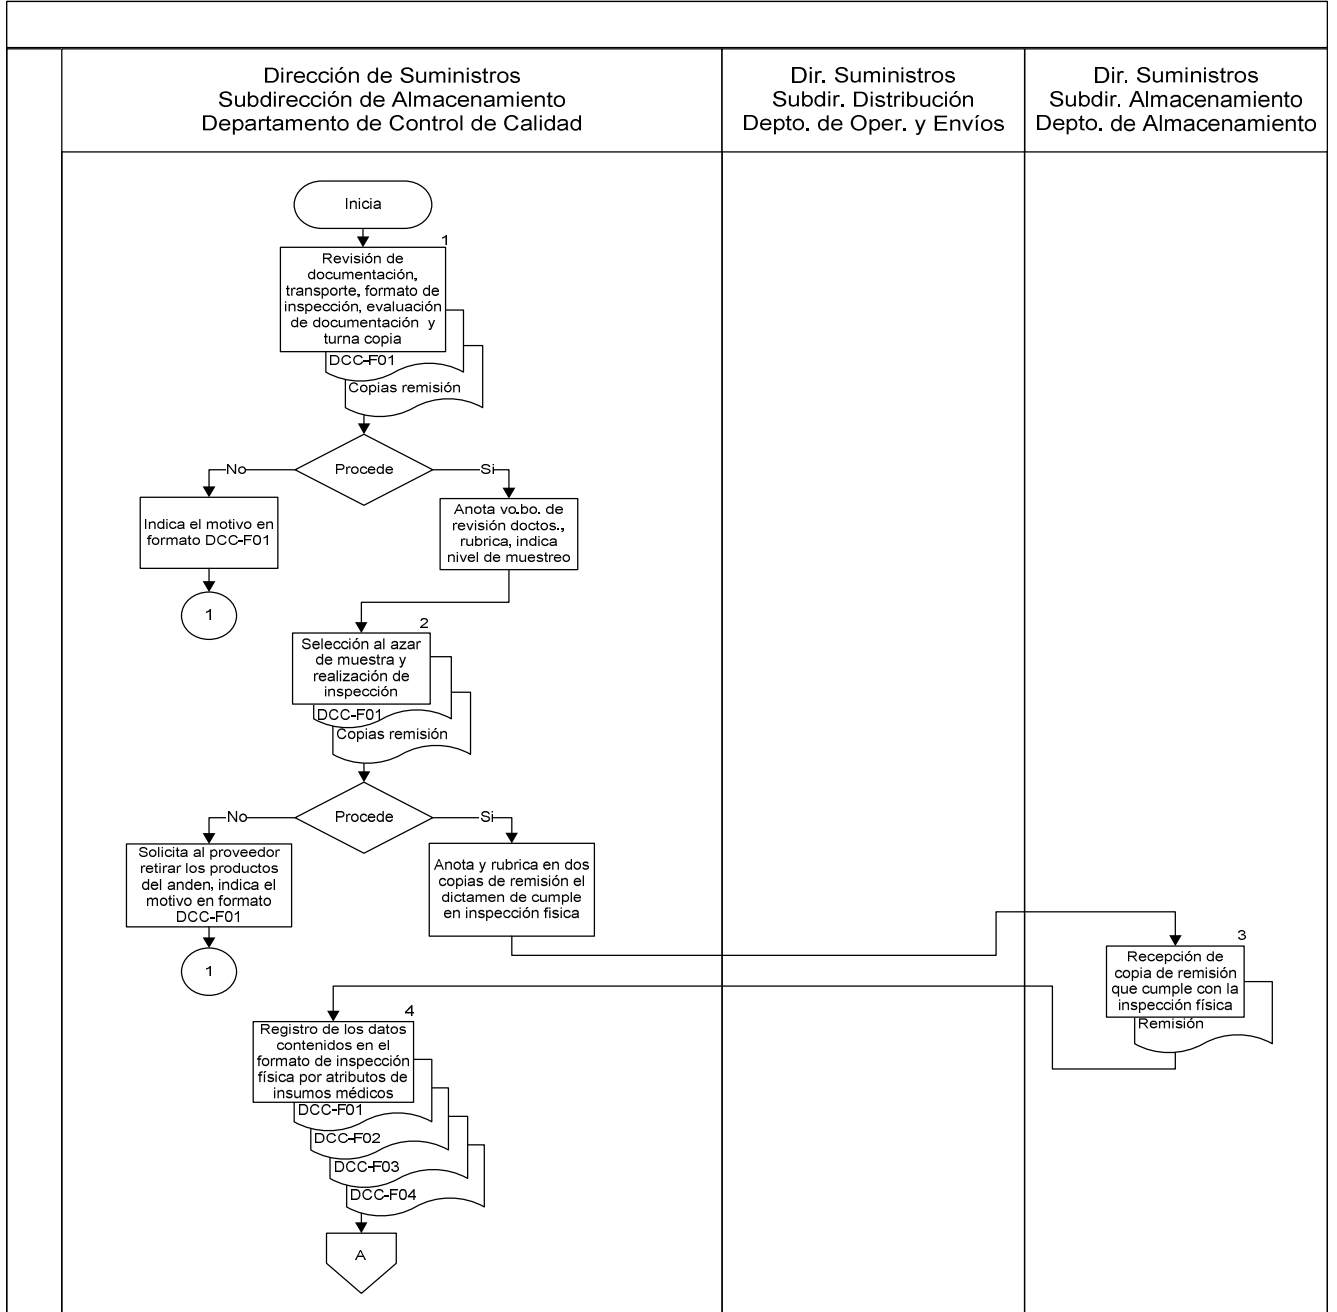 Dirección de Suministros
Subdirección de Almacenamiento
Departamento de Control de Calidad
Dir. Suministros
Subdir. Distribución
Depto. de Oper. y Envíos
Dir. Suministros
Subdir. Almacenamiento
Depto. de Almacenamiento
Inicia
1
Revisión de
documentación,
transporte, formato de
inspección, evaluación
de documentación y
turna copia
DCC-F01
Copias remisión
Procede
No
Si
Indica el motivo en
formato DCC-F01
Anota vo.bo. de
revisión doctos.,
rubrica, indica
nivel de muestreo
1
2
Selección al azar
de muestra y
realización de
inspección
DCC-F01
Copias remisión
Procede
No
Si
Solicita al proveedor
retirar los productos
del anden, indica el
motivo en formato
DCC-F01
Anota y rubrica en dos
copias de remisión el
dictamen de cumple
en inspección fisica
1
3
Recepción de
copia de remisión
que cumple con la
inspección física
Remisión
4
Registro de los datos
contenidos en el
formato de inspección
física por atributos de
insumos médicos
DCC-F01
DCC-F02
DCC-F03
DCC-F04
A